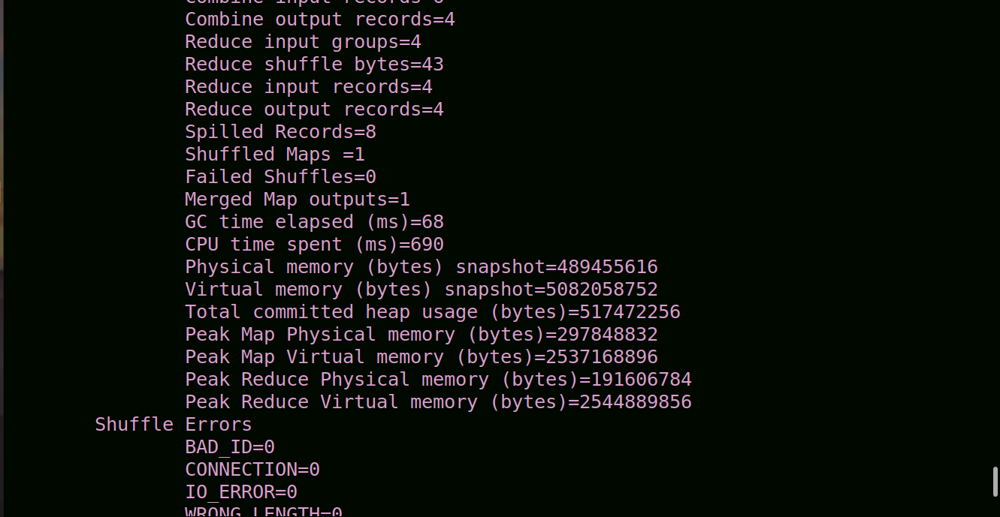 Combine input records
Combine output records=4
Reduce input groups=4
Reduce shuffle bytes=43
Reduce input records=4
Reduce output records=4
Spilled Records=8
Shuffled Maps =1
Failed Shuffles=0
Merged Map outputs=1
GC time elapsed (ms)=68
CPU time spent (ms)=690
Physical memory (bytes) snapshot=489455616
Virtual memory (bytes) snapshot=5082058752
Total committed heap usage (bytes)=517472256
Peak Map Physical memory (bytes)=297848832
Peak Map Virtual memory (bytes)=2537168896
Peak Reduce Physical memory (bytes)=191606784
Peak Reduce Virtual memory (bytes)=2544889856
Shuffle Errors
BAD_ID=0
CONNECTION=0
IO_ERROR=0
WRONG_LENGTH=0